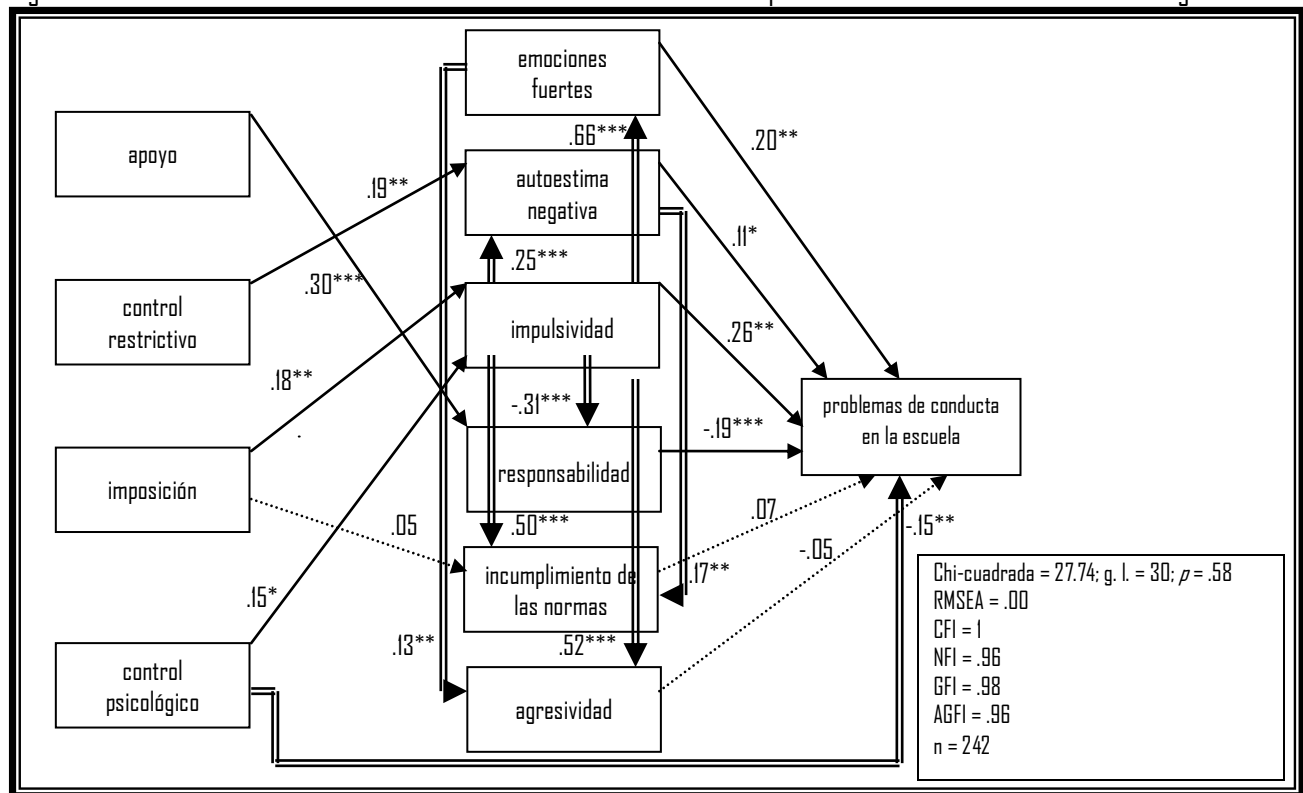 emociones
fuertes
.66***
.20**
apoyo
.19**
autoestima
negativa
.11*
.30***
.25***
control
restrictivo
impulsividad
.26**
.18**
-.31***
problemas de conducta
en la escuela
-.19***
.
imposición
responsabilidad
.05
.50***
.07
-.15**
-.05
incumplimiento de
las normas
.17**
.15*
.13**
.52***
control
psicológico
agresividad
Chi-cuadrada = 27.74; g. l. = 30; p = .58
RMSEA = .00
CFI = 1
NFI = .96
GFI = .98
AGFI = .96
n = 242